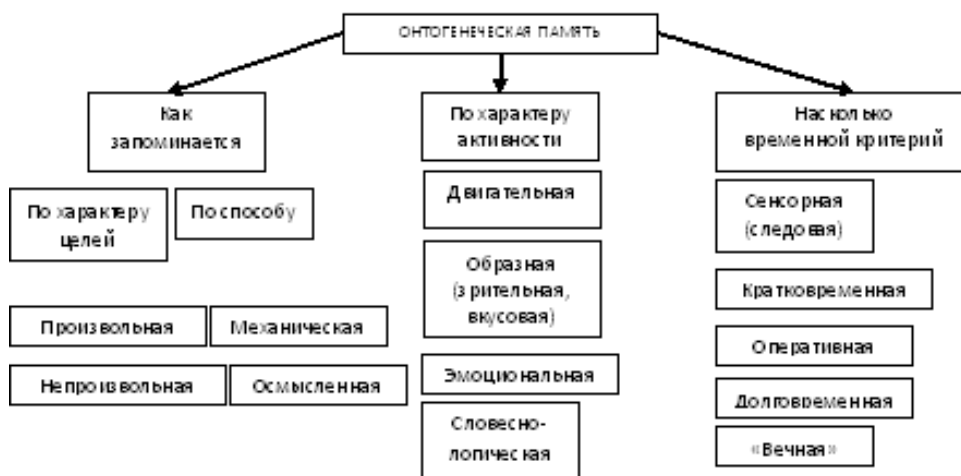 ОНТОГЕНЕЧЕСКАЯ ПАМЯТЬ
Как
запоминается
По характеру
целей
По способу
Произвольная
Механическая
Непроизвольная
Осмысленная
По характеру
активности
Двигательная
Образная
(зрительная,
вкусовая)
Эмоциональная
Словесно-
логическая
Насколько
временной критерий
Сенсорная
(следовая)
Кратковременная
Оперативная
Долговременная
«Вечная»